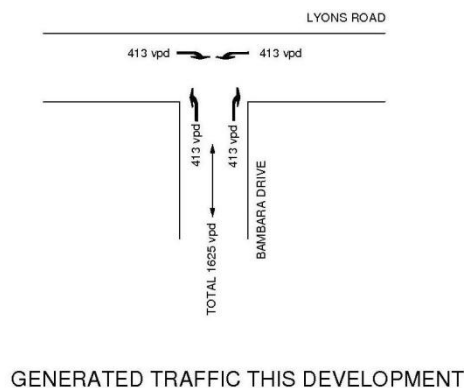 LYONS ROAD
413 vpd
413 vpd
413 vpd
413 vpd
TOTAL 1625 vpd
BAMBARA DRIVE
GENERATED TRAFFIC THIS DEVELOPMENT